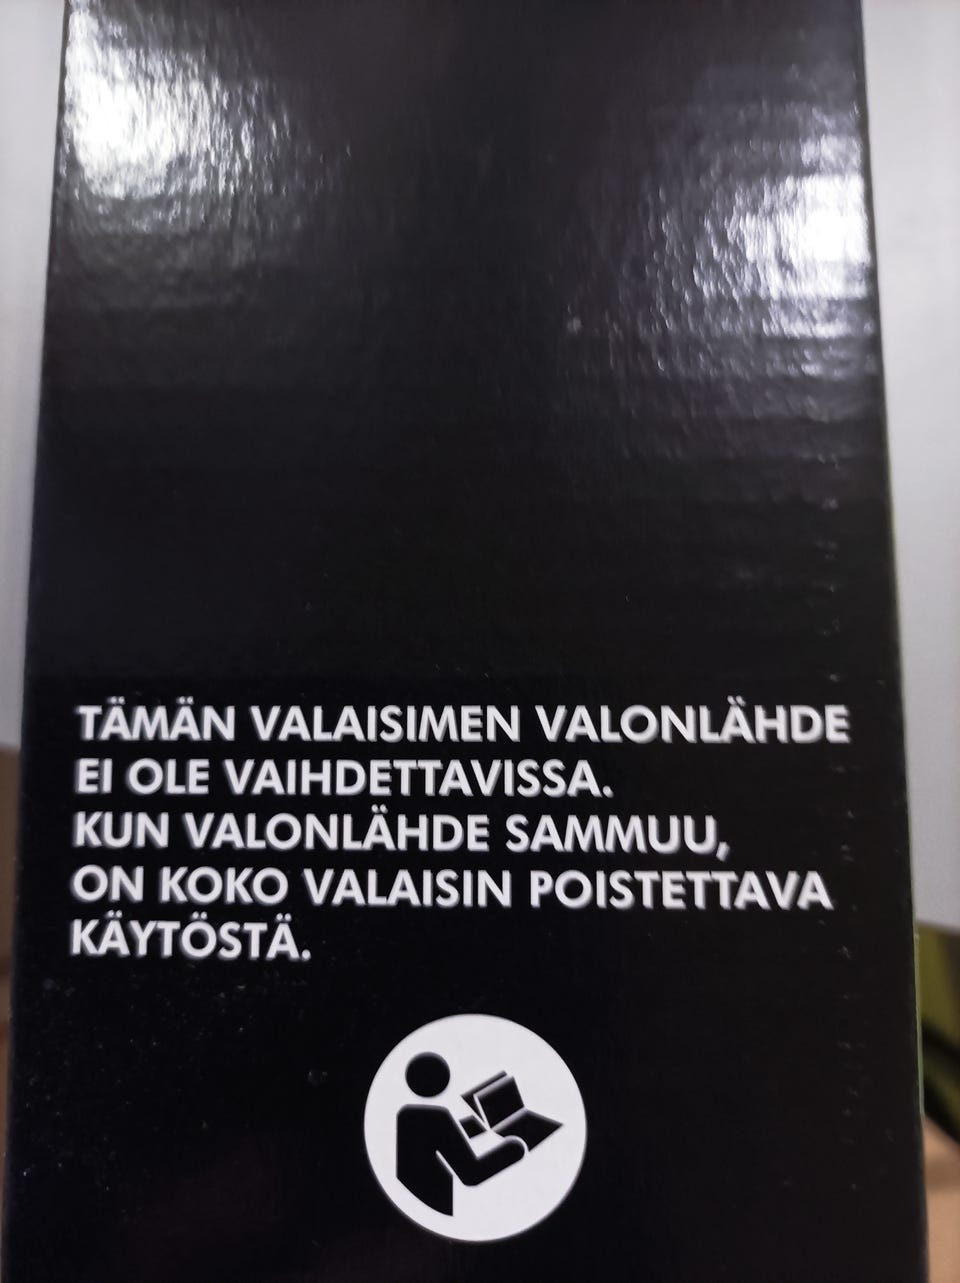 TÄMÄN VALAISIMEN VALONLÄHDE
EI OLE VAIHDETTAVISSA.
KUN VALONLÄHDE SAMMUU,
ON KOKO VALAISIN POISTETTAVA
KÄYTÖSTÄ.